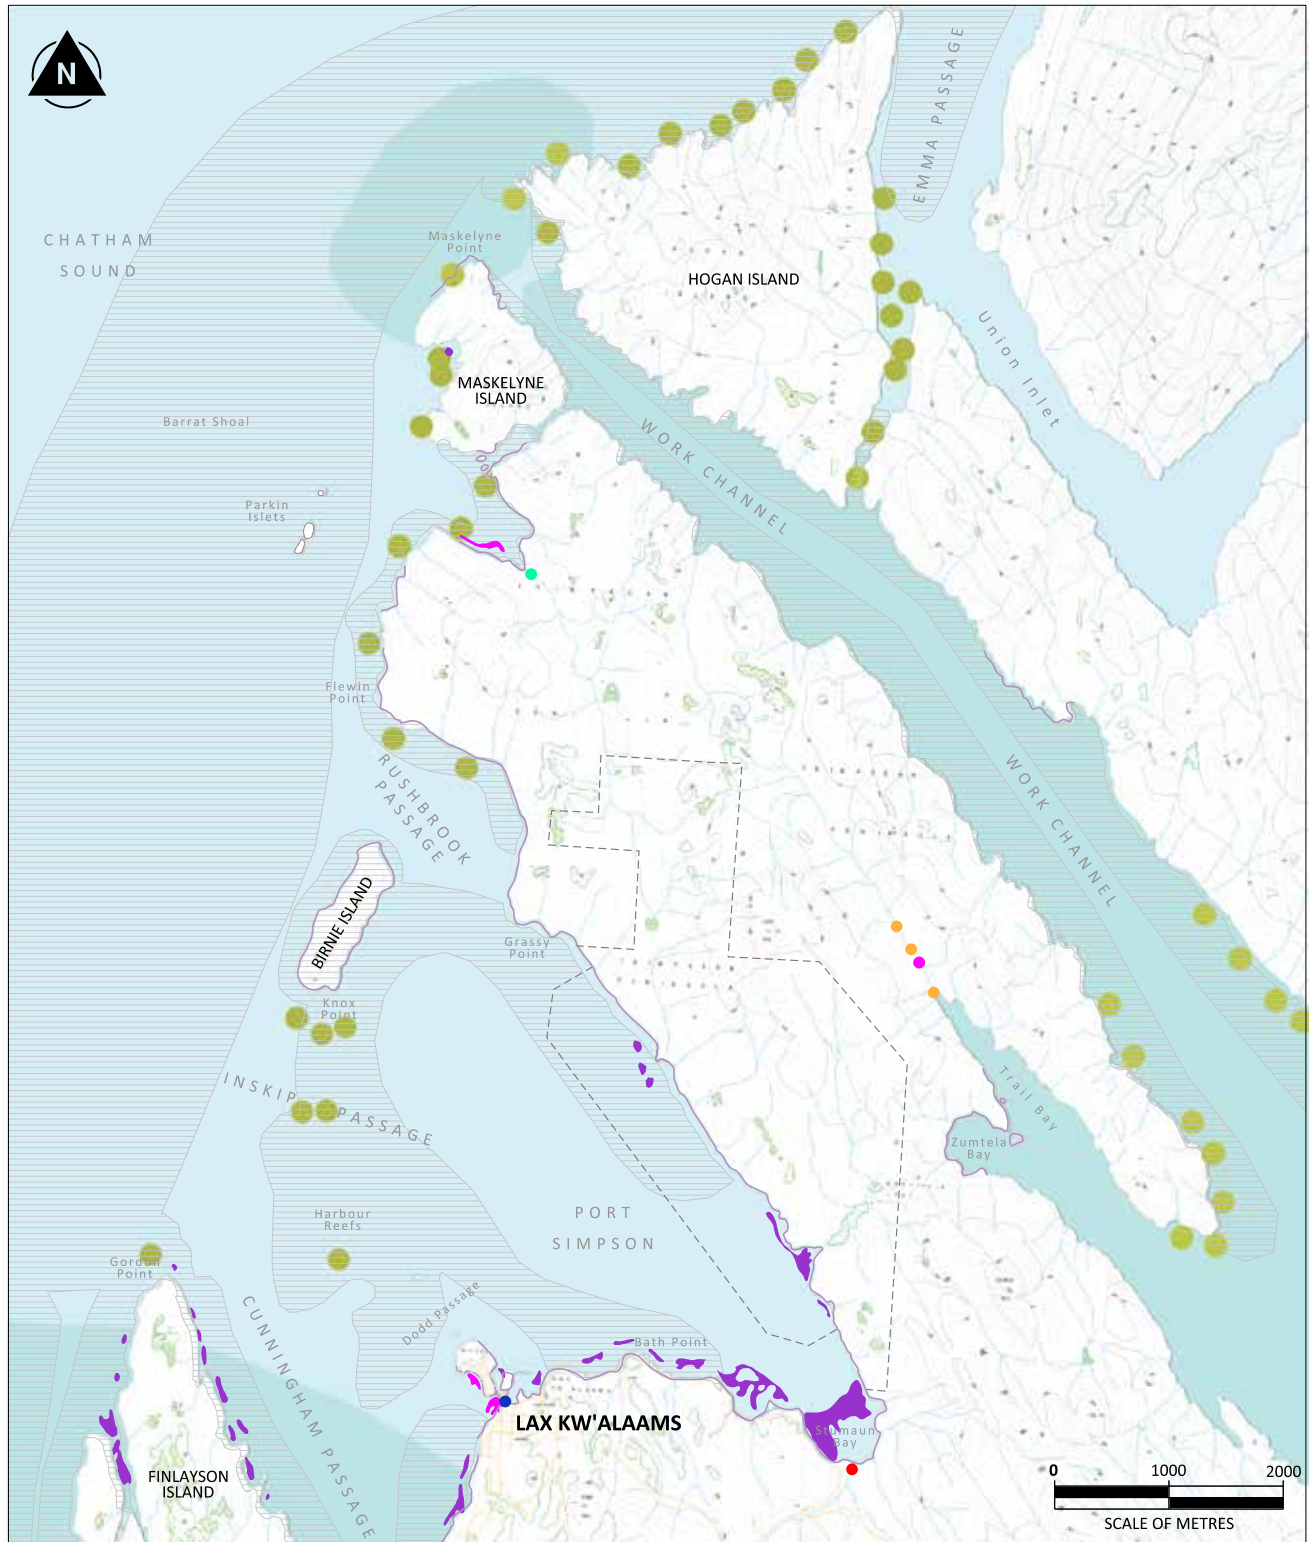 N
EMMA PASSAGE
CHATHAM
SOUND
Maskelyne
Point
HOGAN ISLAND
Union Inlet
MASKELYNE
ISLAND
Barrat Shoal
WORK CHANNEL
Parkin
Islets
Flewin
Point
RUSHBROOK
PASSAGE
WORK CHANNEL
BIRNIE ISLAND
Grassy
Point
Knox
Point
INSKIP PASSAGE
Trail Bay
Zumtela
Bay
Harbour
Reefs
PORT
SIMPSON
Gordon
Point
CUNNINGHAM PASSAGE
Dodd Passage
Bath Point
LAX KW'ALAAMS
Stumaun
Bay
FINLAYSON
ISLAND
0 1000 2000
SCALE OF METRES